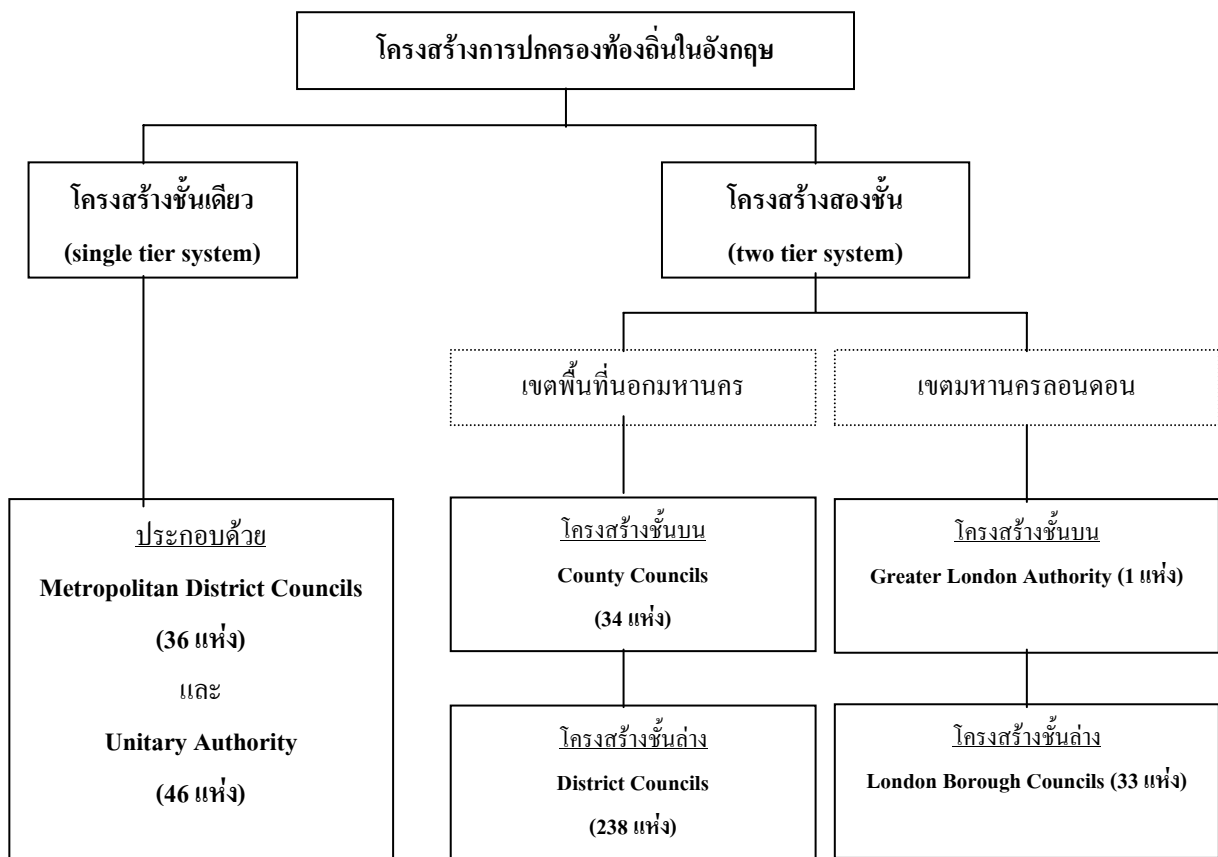 โครงสร้างการปกครองท้องถิ่นในอังกฤษ
โครงสร้างชั้นเดียว
(single tier system)
โครงสร้างสองชั้น
(two tier system)
เขตพื้นที่นอกมหานคร
เขตมหานครลอนดอน
ประกอบด้วย
Metropolitan District Councils
(36 แห่ง)
และ
Unitary Authority
(46 แห่ง)
โครงสร้างชั้นบน
County Councils
(34 แห่ง)
โครงสร้างชั้นบน
Greater London Authority (1 แห่ง)
โครงสร้างชั้นล่าง
District Councils
(238 แห่ง)
โครงสร้างชั้นล่าง
London Borough Councils (33 แห่ง)